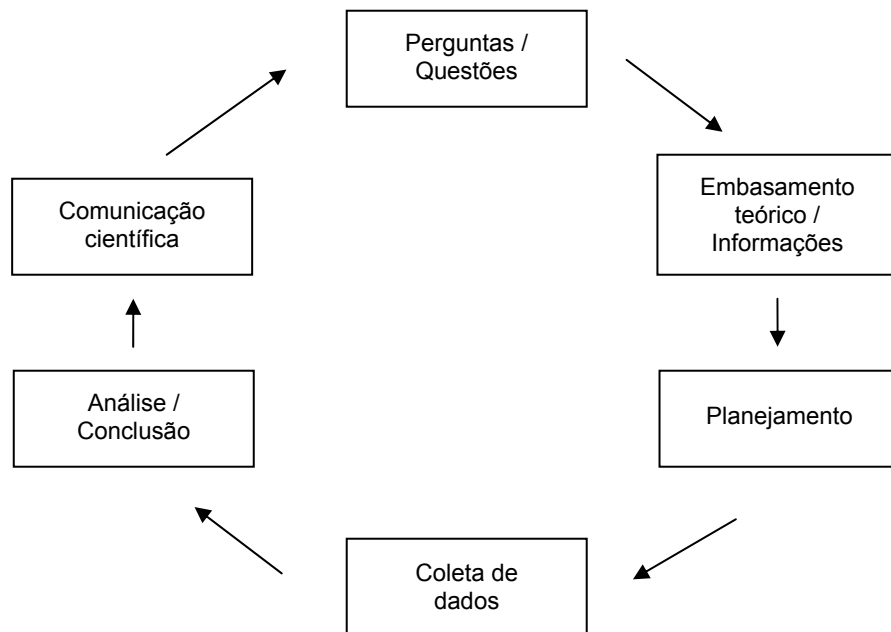 Perguntas /
Questões
Embasamento
teórico /
Informações
Planejamento
Coleta de
dados
Análise /
Conclusão
Comunicação
científica